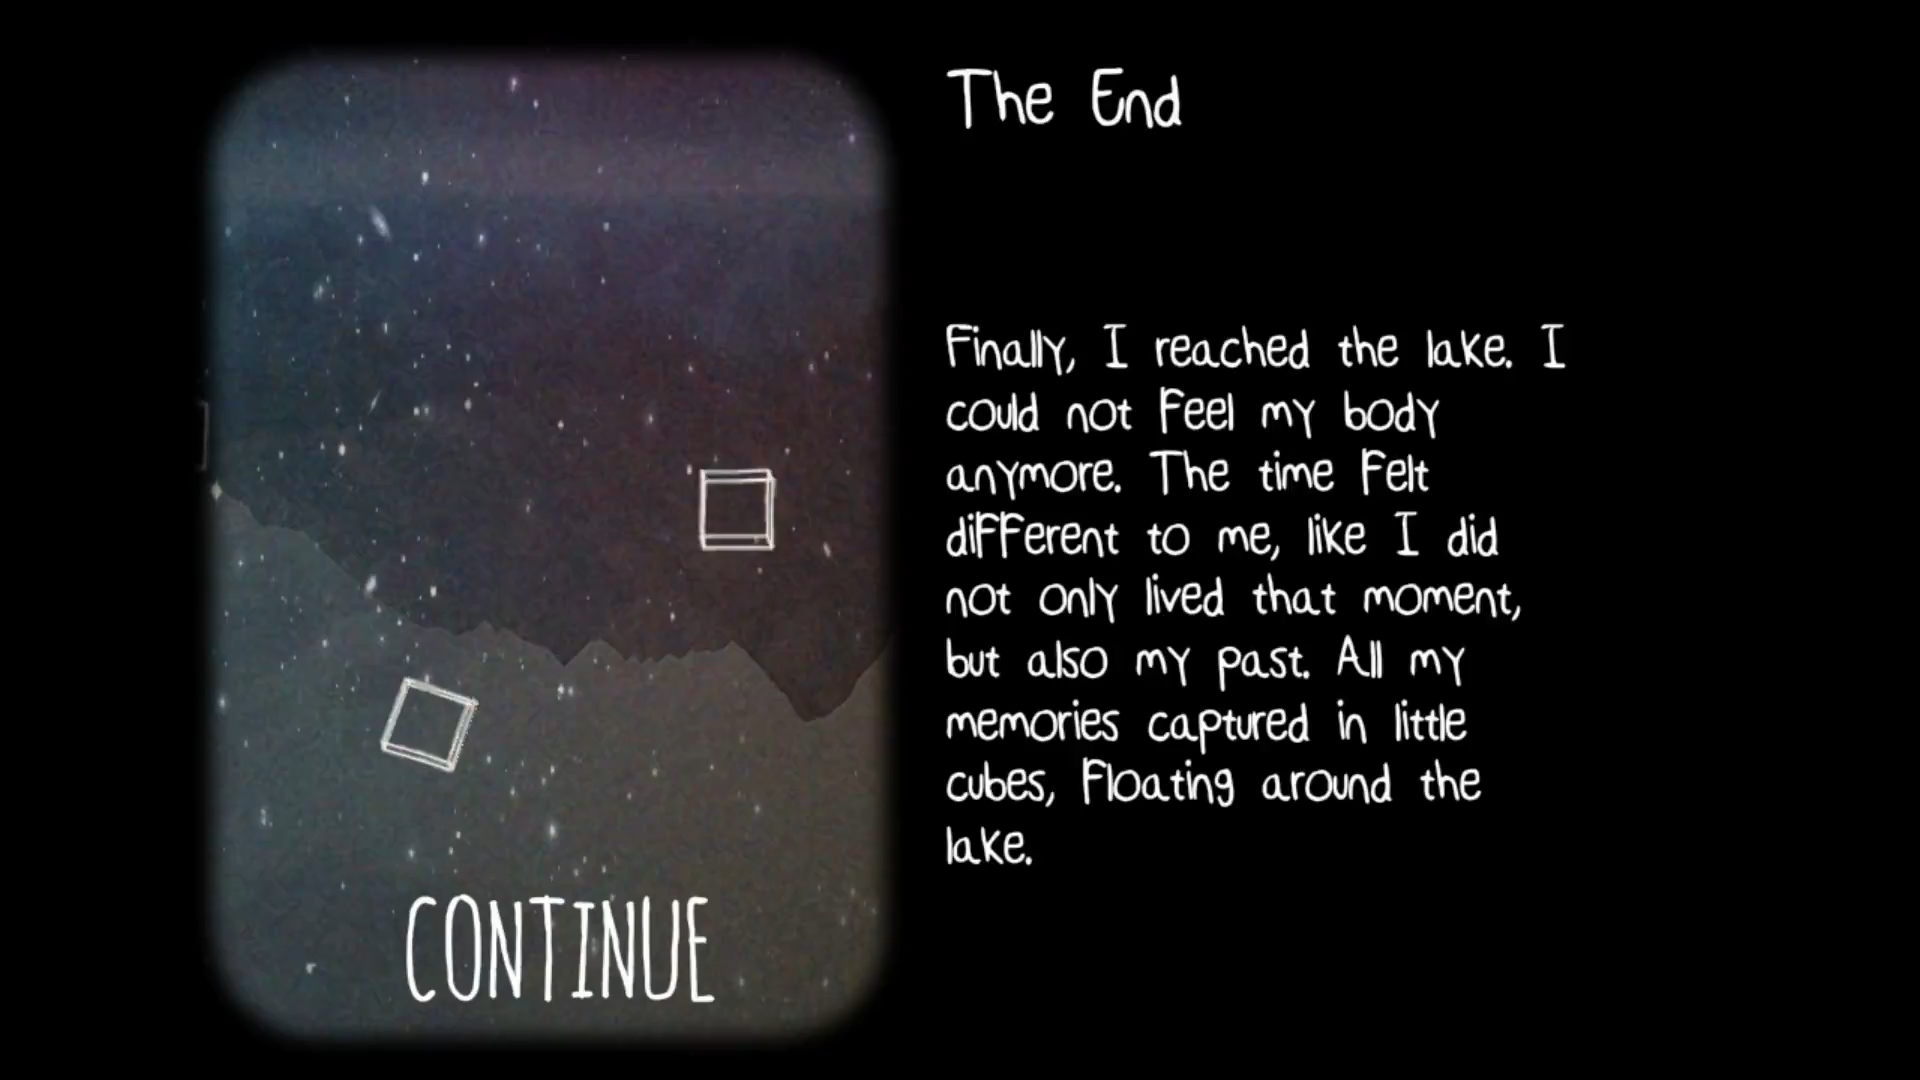 The End
Finally, I reached the lake. I
could not feel my body
anymore. The time felt
different to me, like I did
not only lived that moment,
but also my past. All my
memories captured in little
cubes, floating around the
lake.
CONTINUE